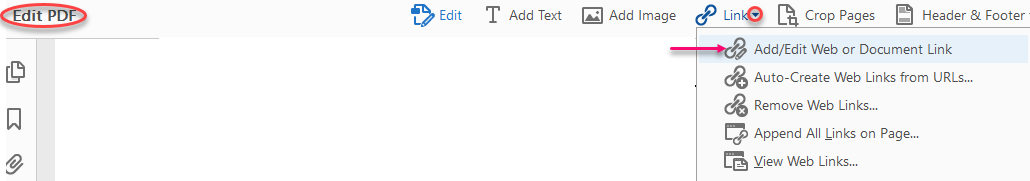 Edit PDF Edit Add Text Add Image Link Crop Pages Header & Footer
Add/Edit Web or Document Link
Auto-Create Web Links from URLs...
Remove Web Links...
Append All Links on Page...
View Web Links...